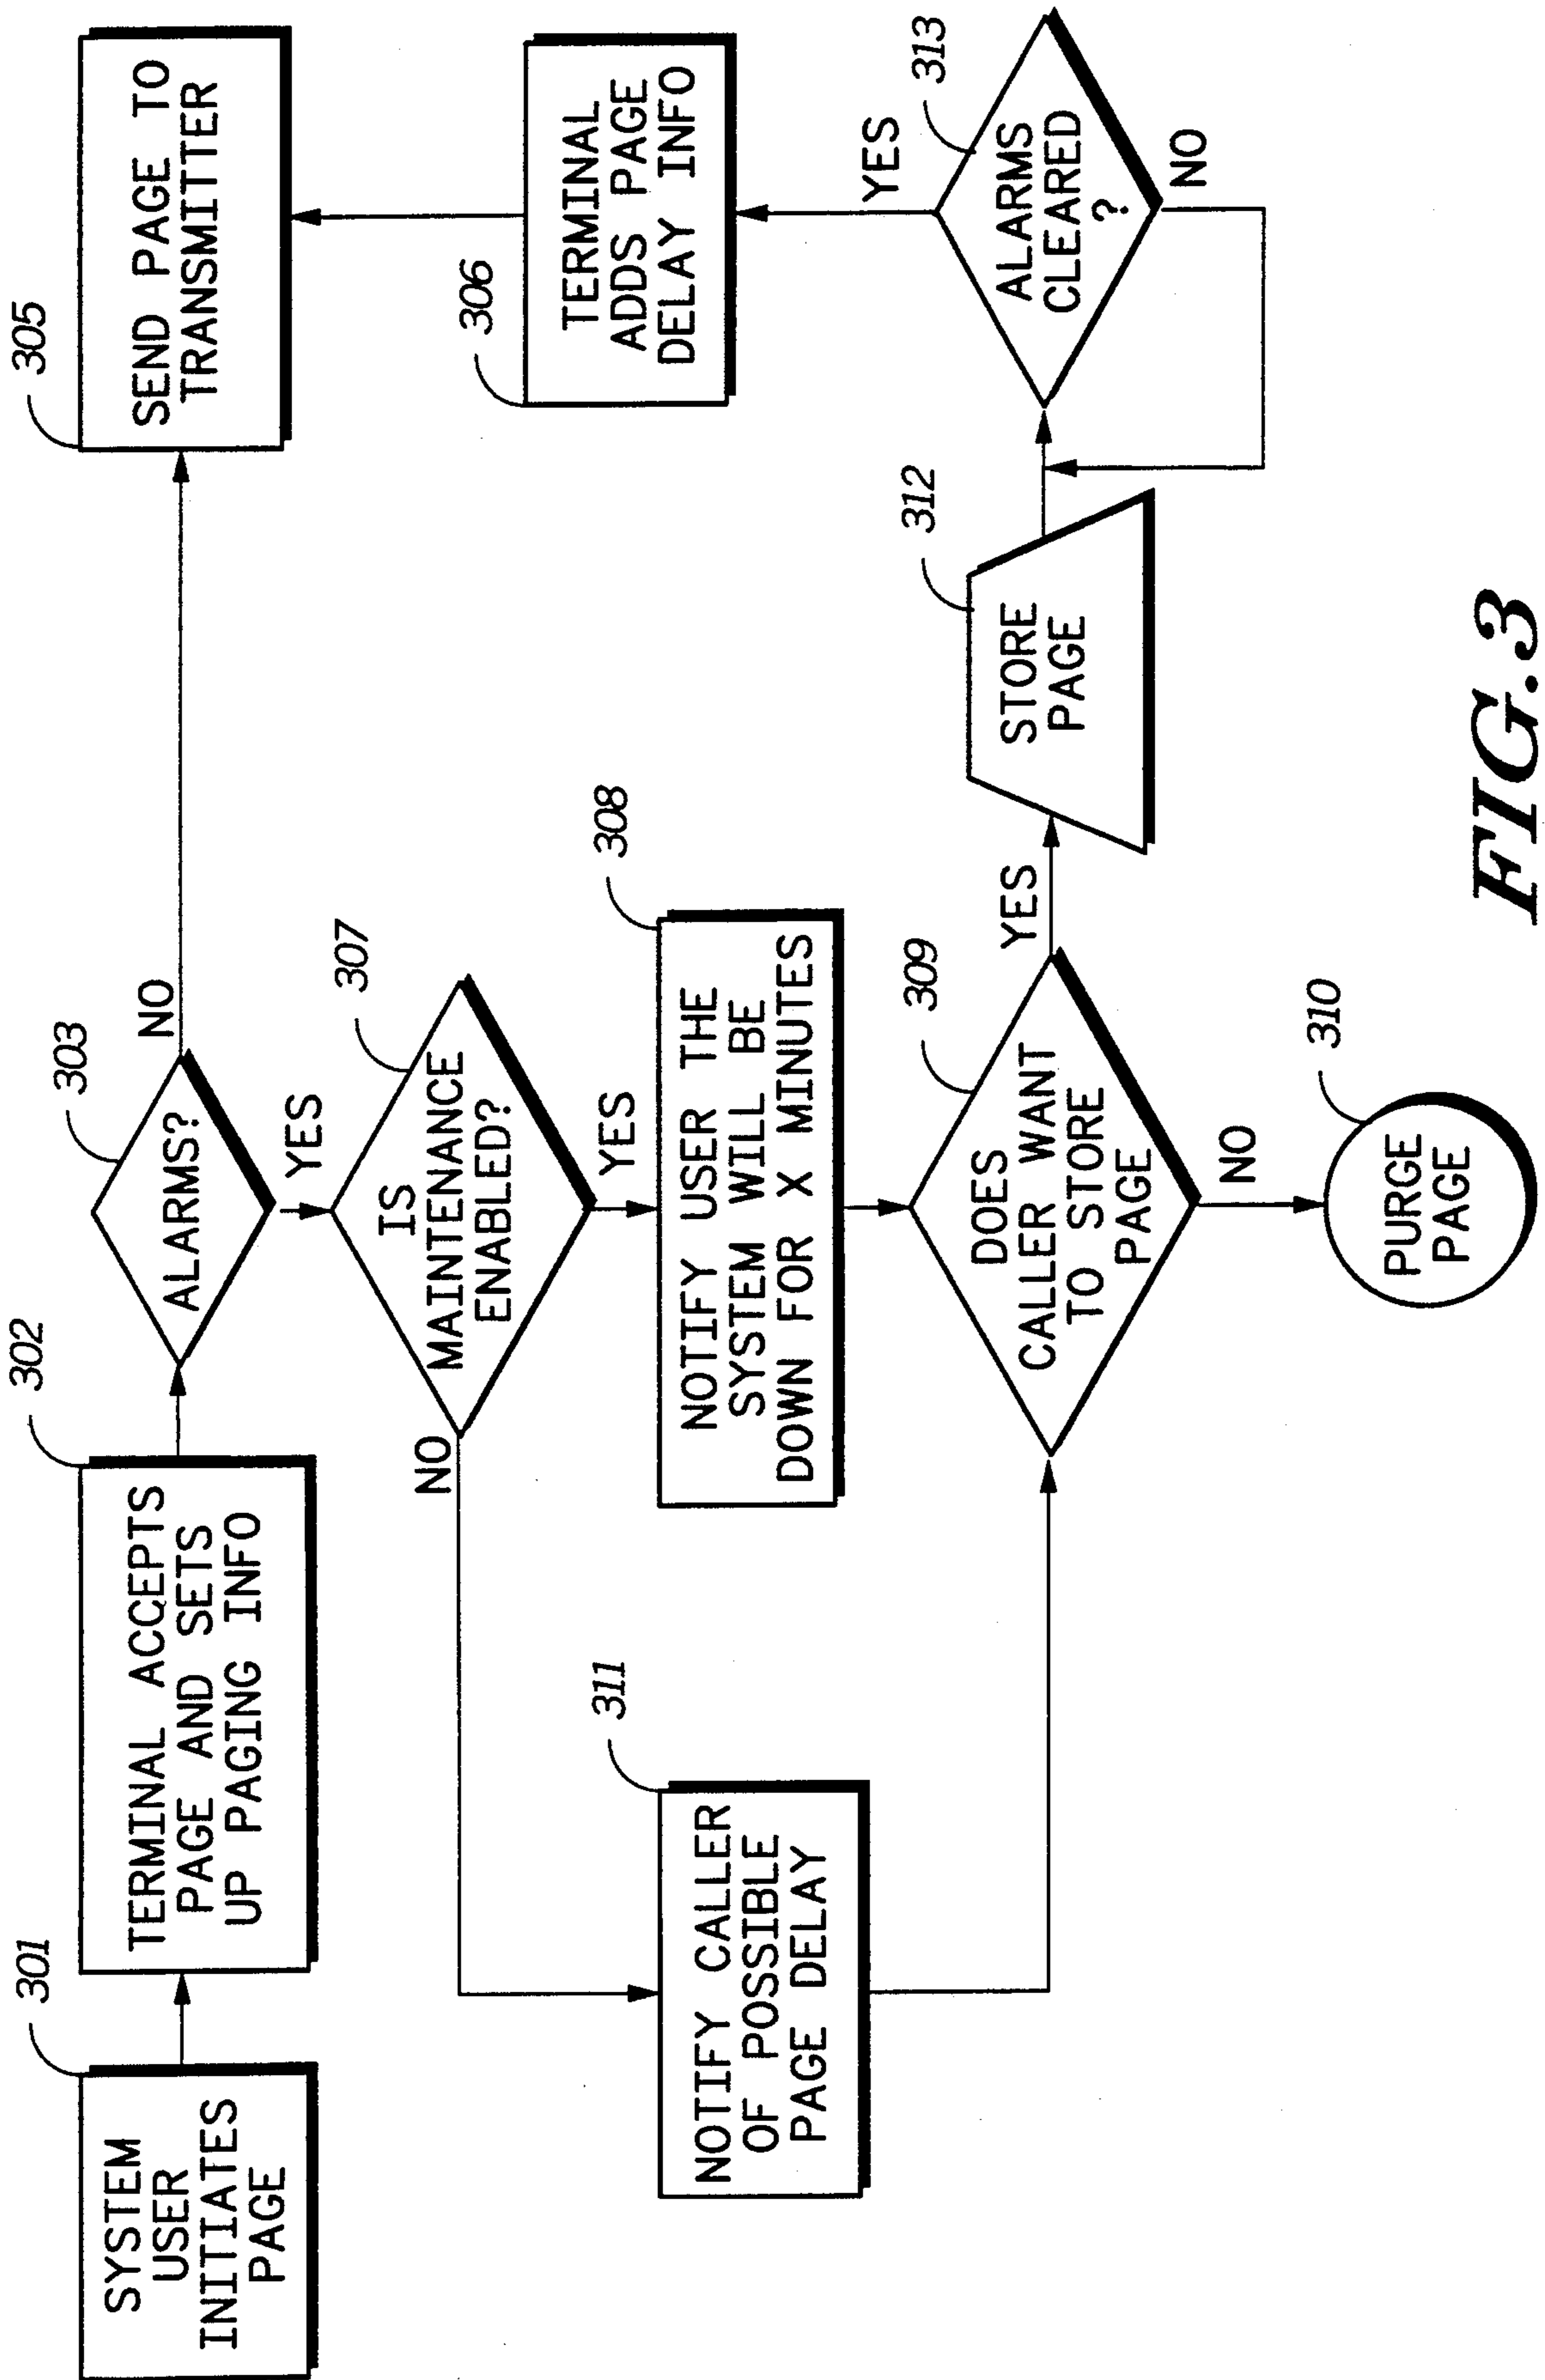 301
SYSTEM
USER
INITIATES
PAGE
302
TERMINAL ACCEPTS
PAGE AND SETS
UP PAGING INFO
303
ALARMS?
NO
YES
305
SEND PAGE TO
TRANSMITTER
307
IS
MAINTENANCE
ENABLED?
NO
YES
306
TERMINAL
ADDS PAGE
DELAY INFO
311
NOTIFY CALLER
OF POSSIBLE
PAGE DELAY
308
NOTIFY USER THE
SYSTEM WILL BE
DOWN FOR X MINUTES
309
DOES
CALLER WANT
TO STORE
PAGE
YES
NO
312
STORE
PAGE
313
ALARMS
CLEARED
?
YES
NO
310
PURGE
PAGE
FIG.3